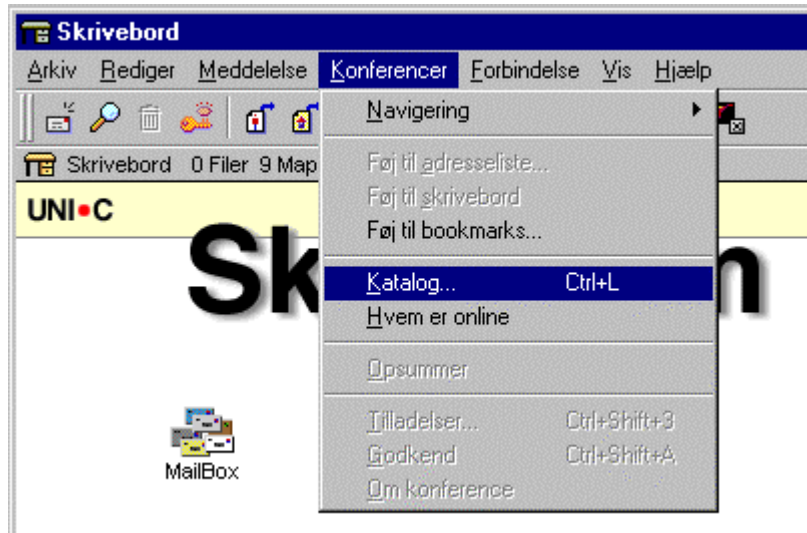 Skrivebord
Arkiv Rediger Meddelelse Konferencer Forbindelse Vis Hjælp
Navigering
Skrivebord 0 Filer 9 Map
Føj til adresseliste...
Føj til skrivebord
UNI•C
Føj til bookmarks...
Sk m
Katalog... Ctrl+L
Hvem er online
Opsummer
Tilladelser... Ctrl+Shift+3
Godkend Ctrl+Shift+A
MailBox
Om konference